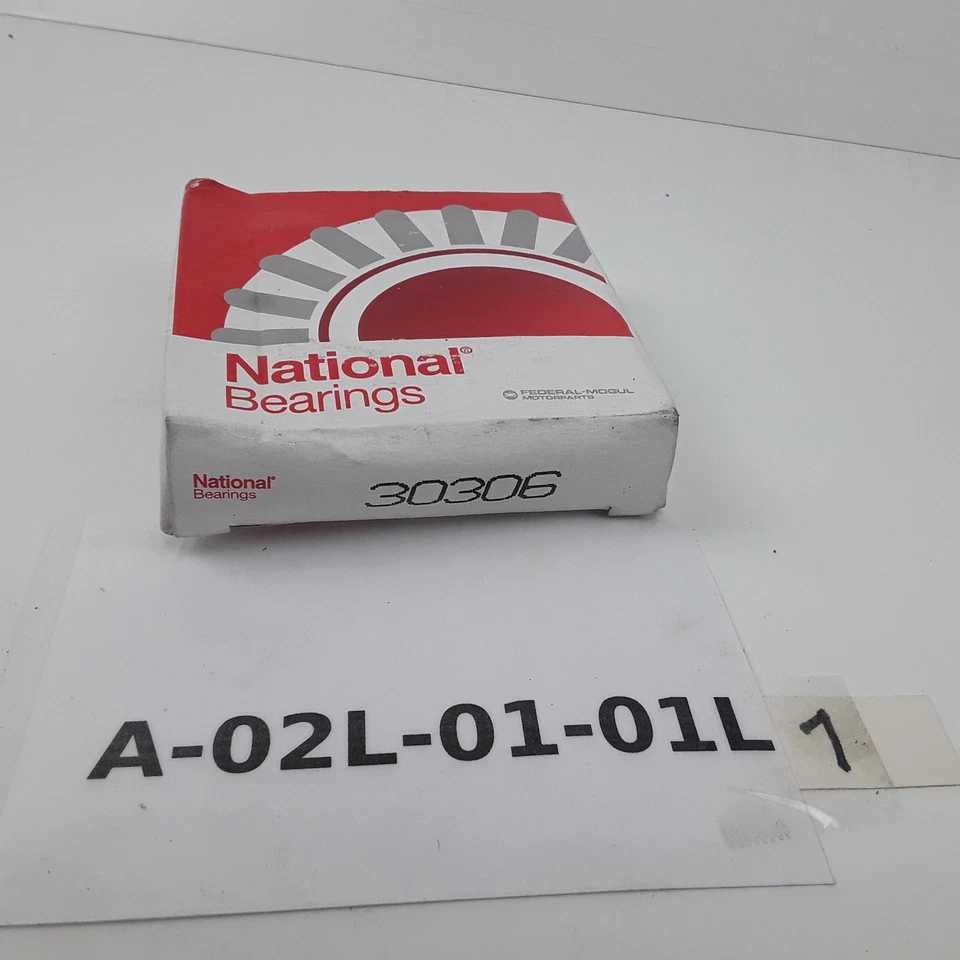 National®
Bearings
FEDERAL-MOGUL
MOTORPARTS
National®
Bearings
30306
A-02L-01-01L
1